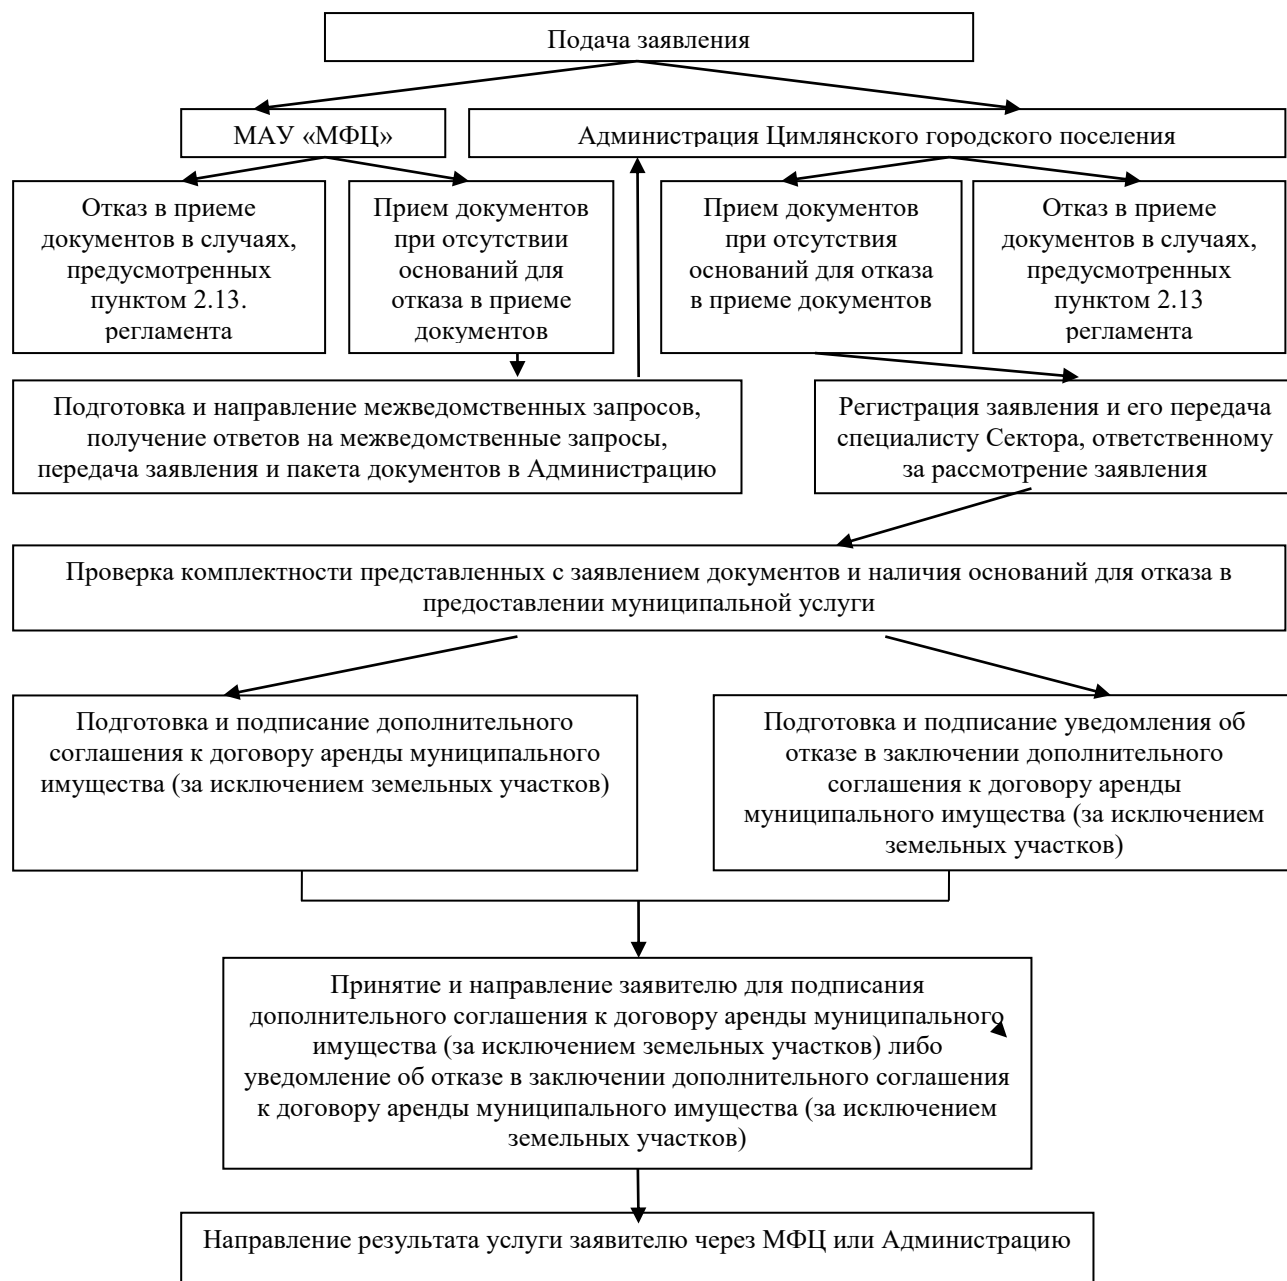 Подача заявления
МАУ «МФЦ»
Администрация Цимлянского городского поселения
Отказ в приеме
документов в случаях,
предусмотренных
пунктом 2.13.
регламента
Прием документов
при отсутствии
оснований для
отказа в приеме
документов
Прием документов
при отсутствия
оснований для отказа
в приеме документов
Отказ в приеме
документов в случаях,
предусмотренных
пунктом 2.13
регламента
Подготовка и направление межведомственных запросов,
получение ответов на межведомственные запросы,
передача заявления и пакета документов в Администрацию
Регистрация заявления и его передача
специалисту Сектора, ответственному
за рассмотрение заявления
Проверка комплектности представленных с заявлением документов и наличия оснований для отказа в
предоставлении муниципальной услуги
Подготовка и подписание дополнительного
соглашения к договору аренды муниципального
имущества (за исключением земельных участков)
Подготовка и подписание уведомления об
отказе в заключении дополнительного
соглашения к договору аренды
муниципального имущества (за исключением
земельных участков)
Принятие и направление заявителю для подписания
дополнительного соглашения к договору аренды муниципального
имущества (за исключением земельных участков) либо
уведомление об отказе в заключении дополнительного соглашения
к договору аренды муниципального имущества (за исключением
земельных участков)
Направление результата услуги заявителю через МФЦ или Администрацию